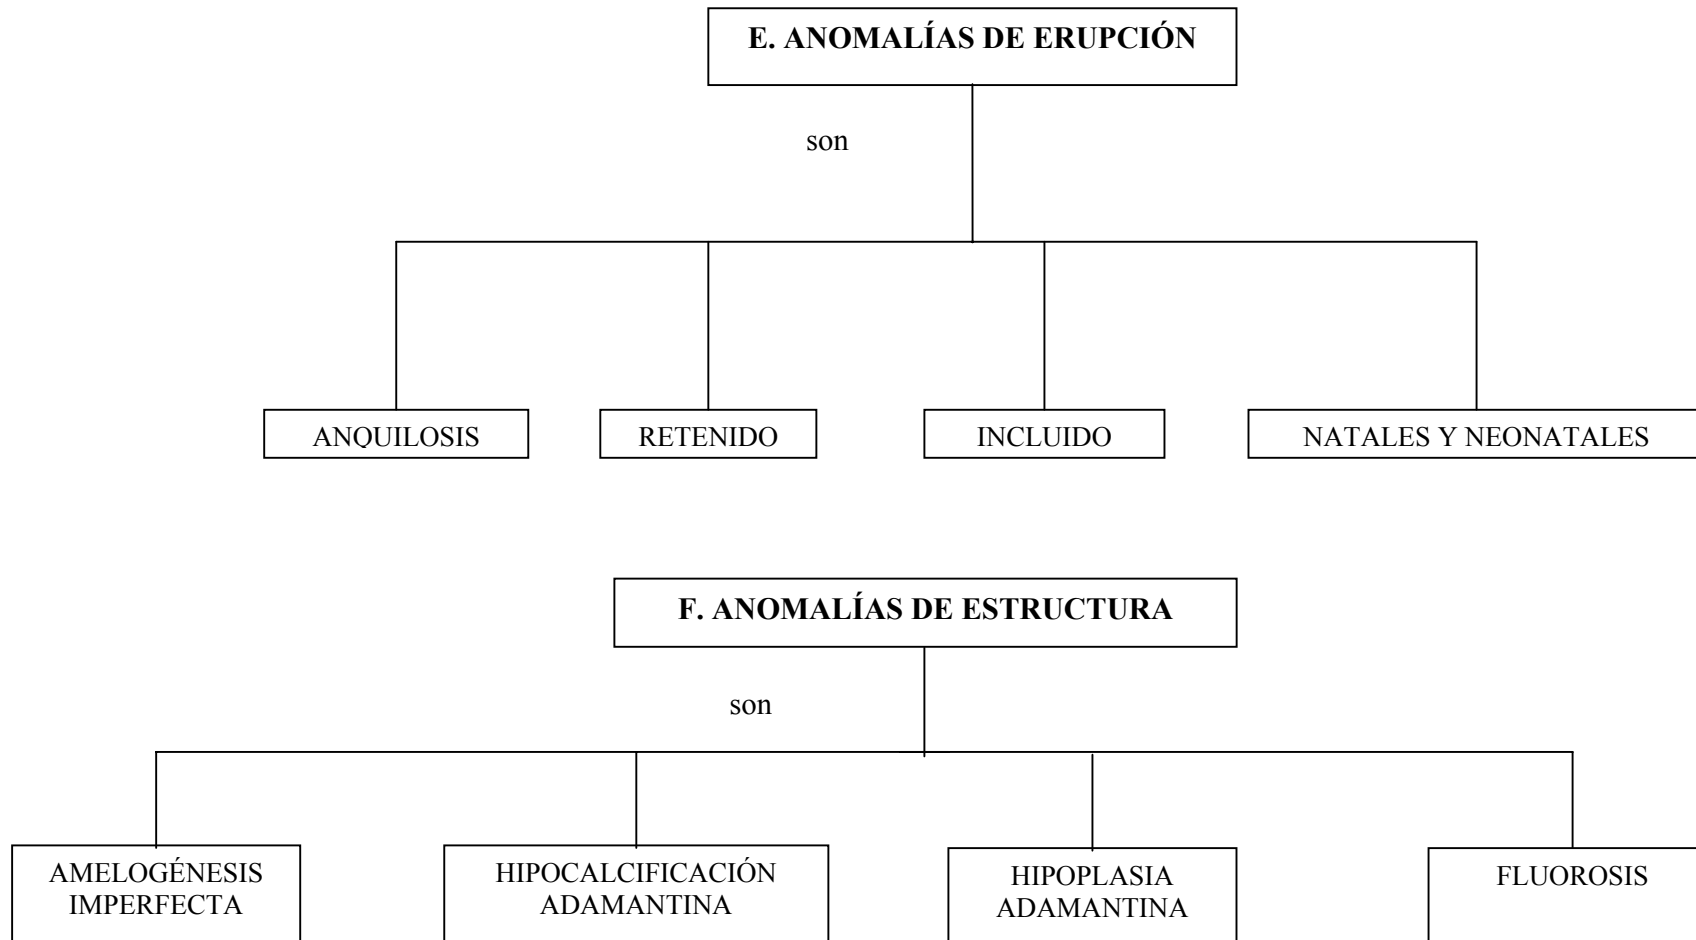 E. ANOMALÍAS DE ERUPCIÓN
son
ANQUILOSIS
RETENIDO
INCLUIDO
NATALES Y NEONATALES
F. ANOMALÍAS DE ESTRUCTURA
son
AMELOGÉNESIS
IMPERFECTA
HIPOCALCIFICACIÓN
ADAMANTINA
HIPOPLASIA
ADAMANTINA
FLUOROSIS